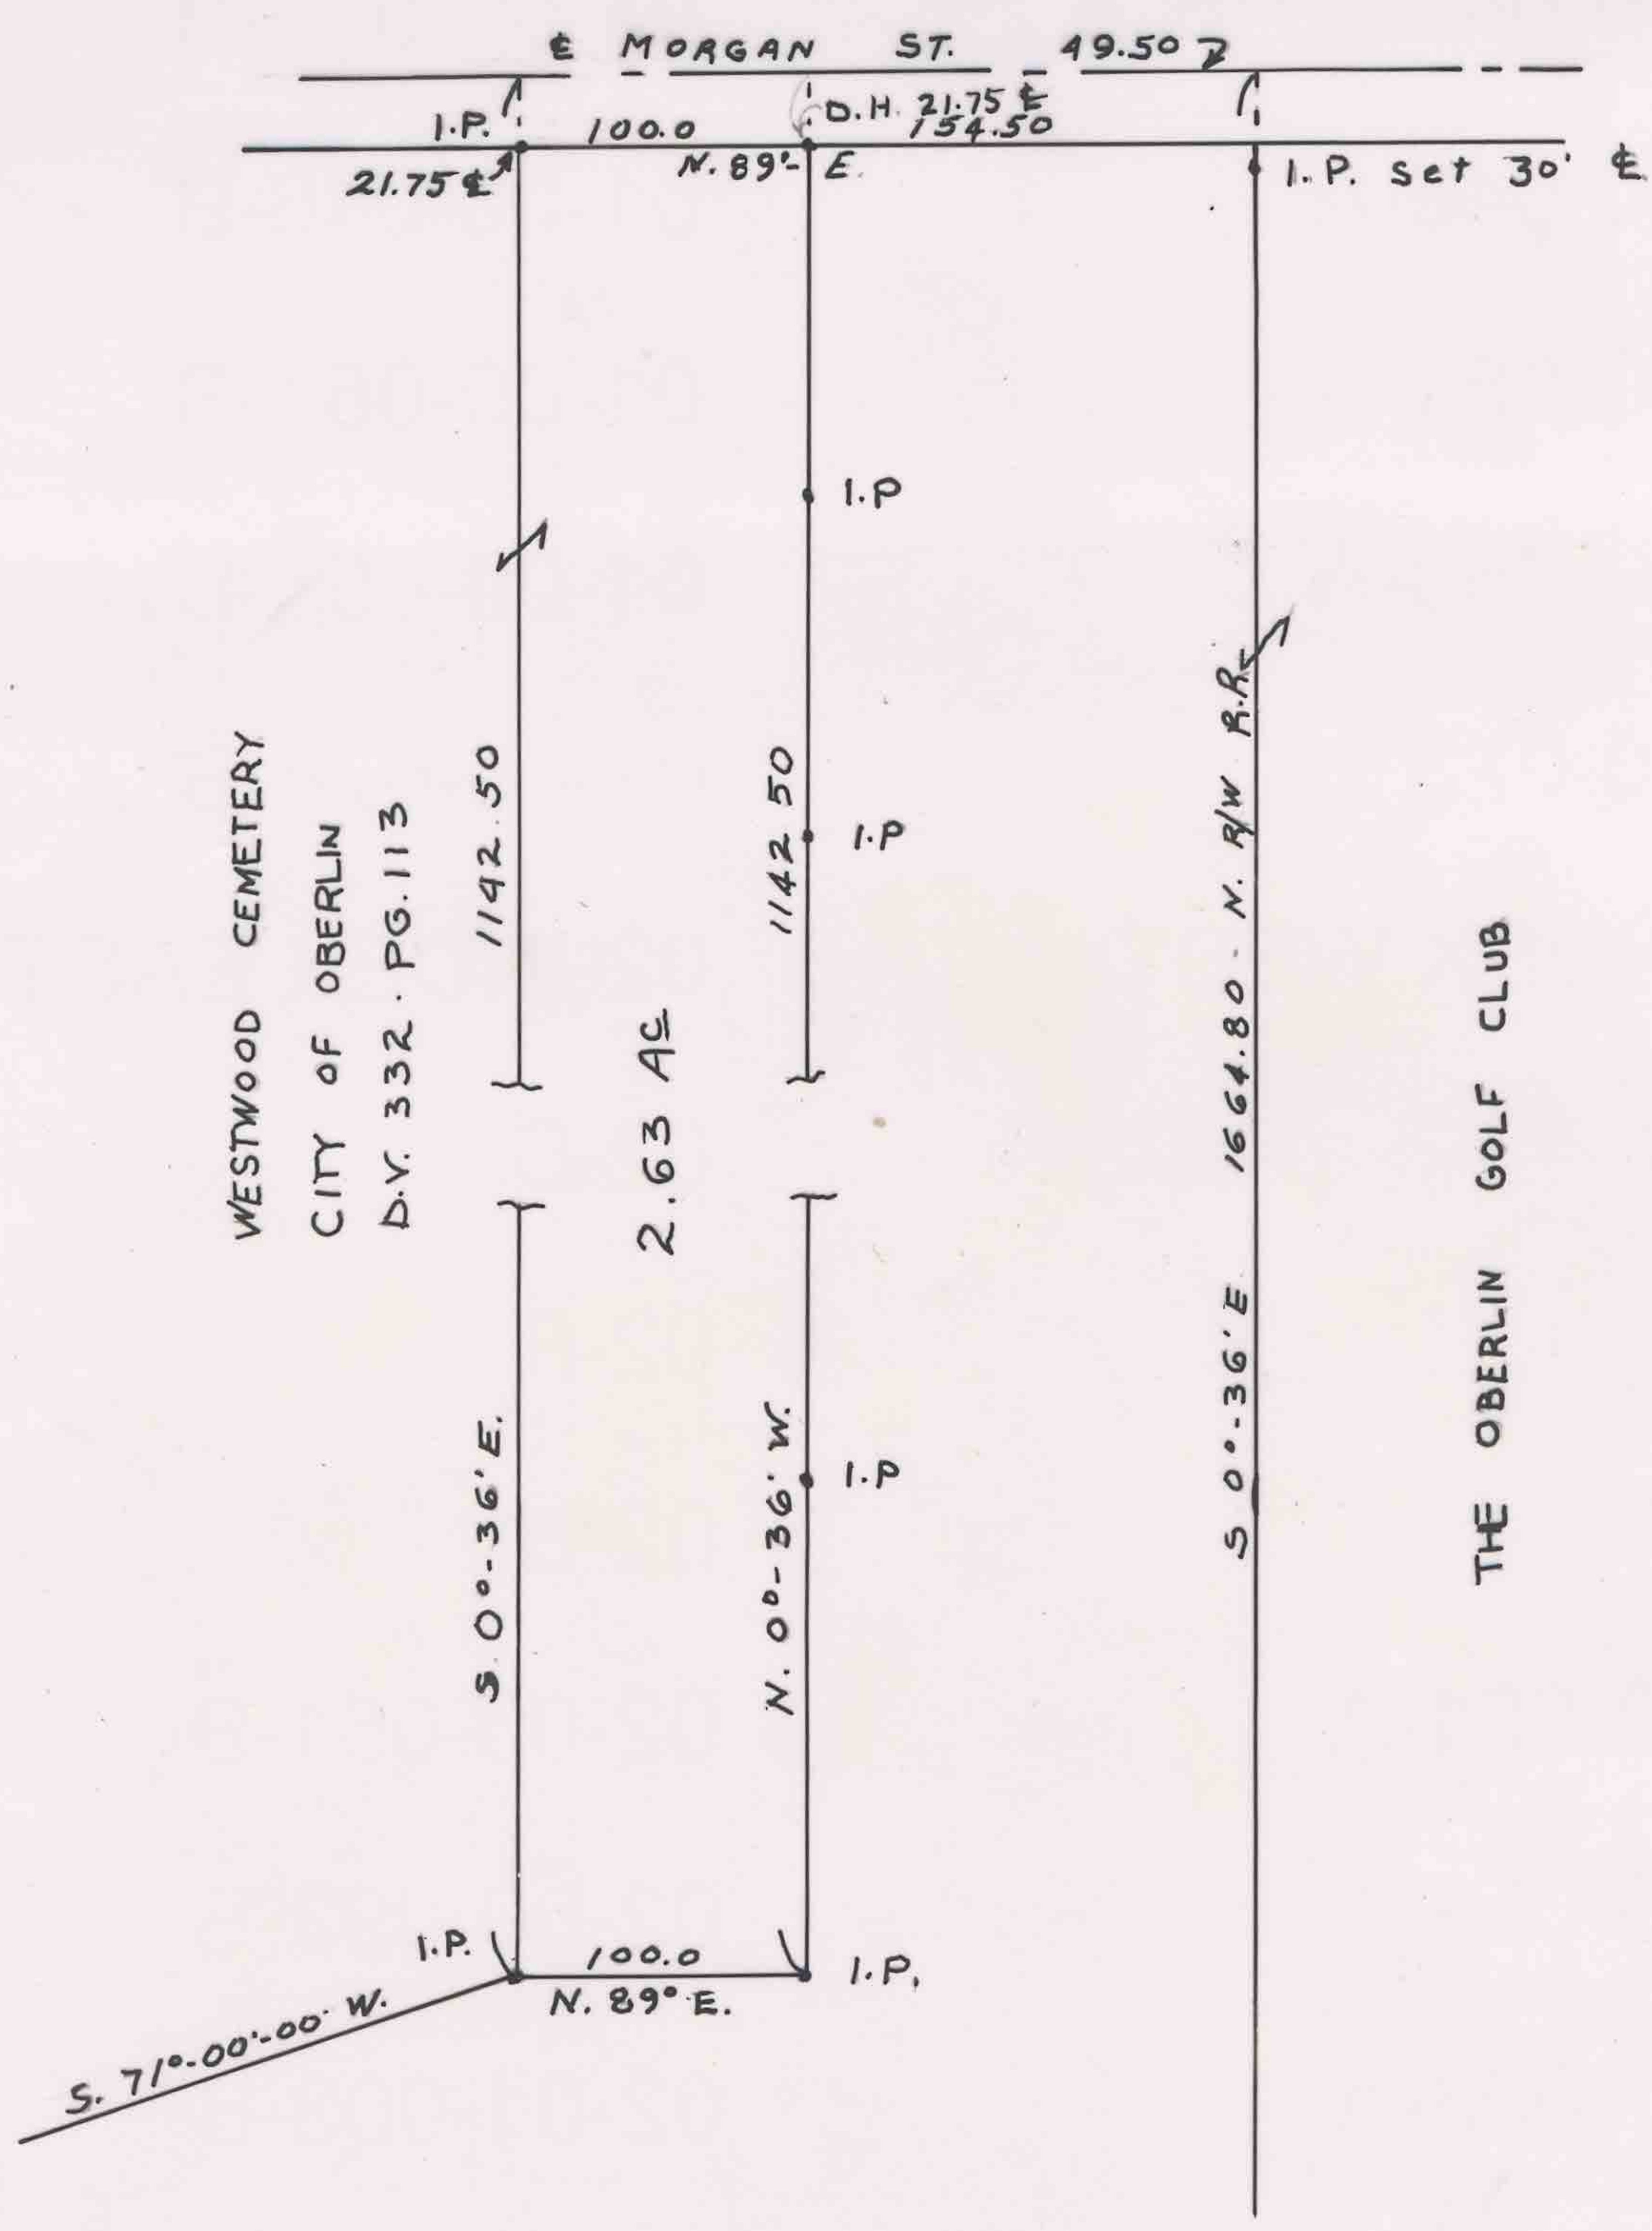 ℄ MORGAN ST. 49.50
I.P. 100.0 D.H. 21.75 ℄
154.50
21.75 ℄ N. 89°- E. I.P. set 30' ℄
I.P
I.P
WESTWOOD CEMETERY
CITY OF OBERLIN
D.V. 332 . PG. 113
1142.50
S 0°-36' E.
2.63 AC
1142 50
N. 0°-36' W.
I.P
S 0°-36' E 1664.80 - N. R/W R.R.
THE OBERLIN GOLF CLUB
I.P. 100.0 I.P.
N. 89° E.
S. 71°-00'-00" W.